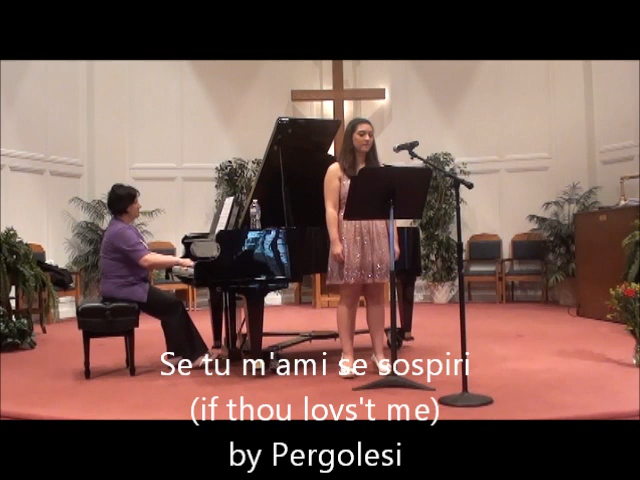 Se tu m'ami se sospiri
(if thou lovs't me)
by Pergolesi